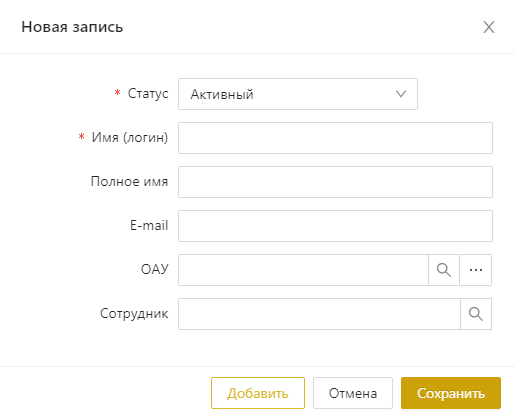 Новая запись
* Статус Активный
* Имя (логин)
Полное имя
E-mail
ОАУ ...
Сотрудник
Добавить Отмена Сохранить